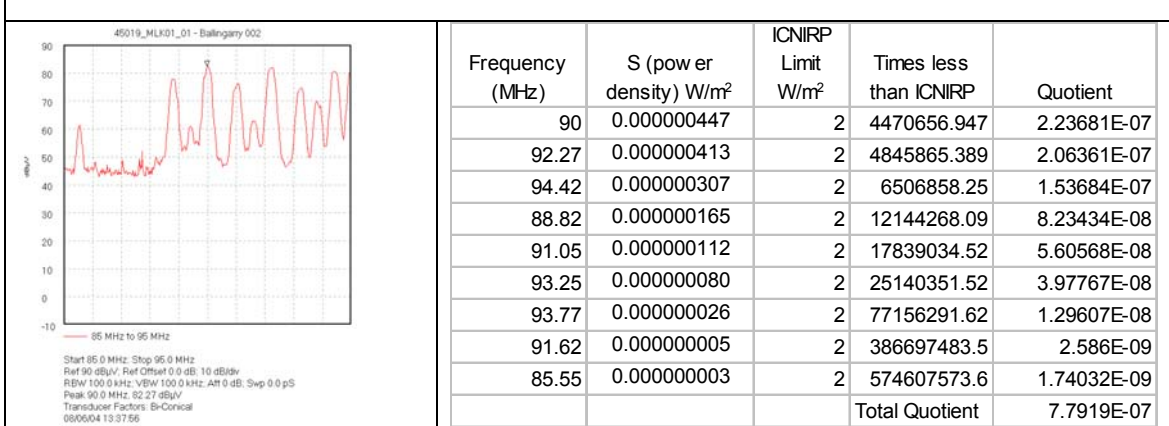 45019_MLK01_01 - Ballingarry 002
90
80
70
60
50
40
30
20
10
0
-10
dBµV
85 MHz to 95 MHz
Start 85.0 MHz; Stop 95.0 MHz
Ref 90 dBµV; Ref Offset 0.0 dB; 10 dB/div
RBW 100.0 kHz; VBW 100.0 kHz; Att 0 dB; Swp 0.0 pS
Peak 90.0 MHz, 82.27 dBµV
Transducer Factors: Bi-Conical
08/06/04 13:37:56
Frequency (MHz) S (pow er density) W/m² ICNIRP Limit W/m² Times less than ICNIRP Quotient
90 0.000000447 2 4470656.947 2.23681E-07
92.27 0.000000413 2 4845865.389 2.06361E-07
94.42 0.000000307 2 6506858.25 1.53684E-07
88.82 0.000000165 2 12144268.09 8.23434E-08
91.05 0.000000112 2 17839034.52 5.60568E-08
93.25 0.000000080 2 25140351.52 3.97767E-08
93.77 0.000000026 2 77156291.62 1.29607E-08
91.62 0.000000005 2 386697483.5 2.586E-09
85.55 0.000000003 2 574607573.6 1.74032E-09
Total Quotient 7.7919E-07